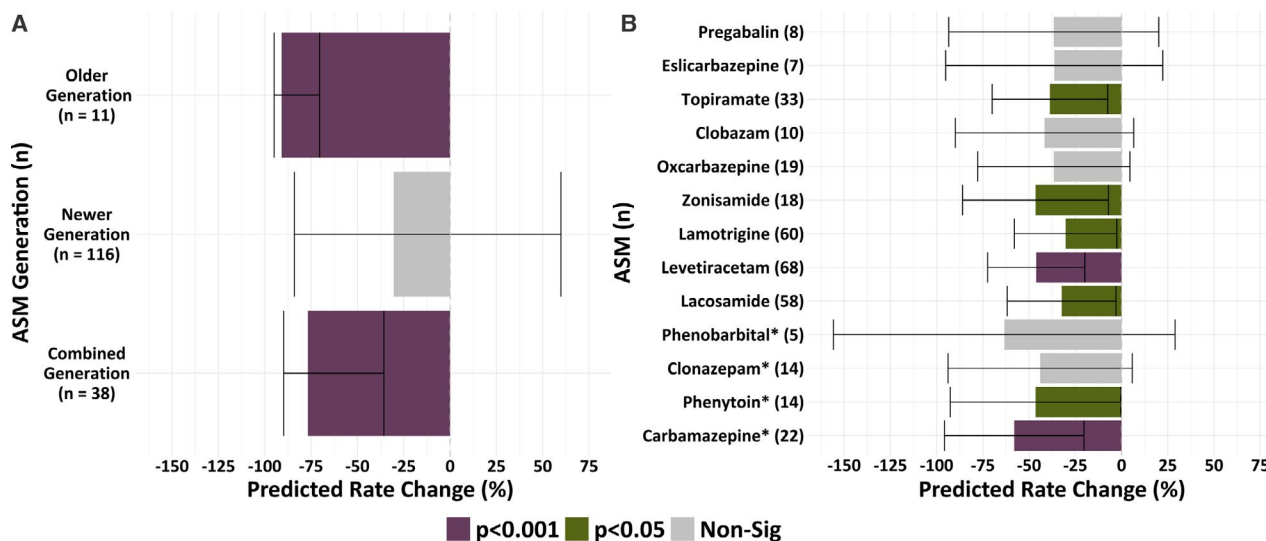 A
ASM Generation (n)
Older
Generation
(n = 11)
Newer
Generation
(n = 116)
Combined
Generation
(n = 38)
-150 -125 -100 -75 -50 -25 0 25 50 75
Predicted Rate Change (%)
B
ASM (n)
Pregabalin (8)
Eslicarbazepine (7)
Topiramate (33)
Clobazam (10)
Oxcarbazepine (19)
Zonisamide (18)
Lamotrigine (60)
Levetiracetam (68)
Lacosamide (58)
Phenobarbital* (5)
Clonazepam* (14)
Phenytoin* (14)
Carbamazepine* (22)
-150 -125 -100 -75 -50 -25 0 25 50 75
Predicted Rate Change (%)
p<0.001 p<0.05 Non-Sig